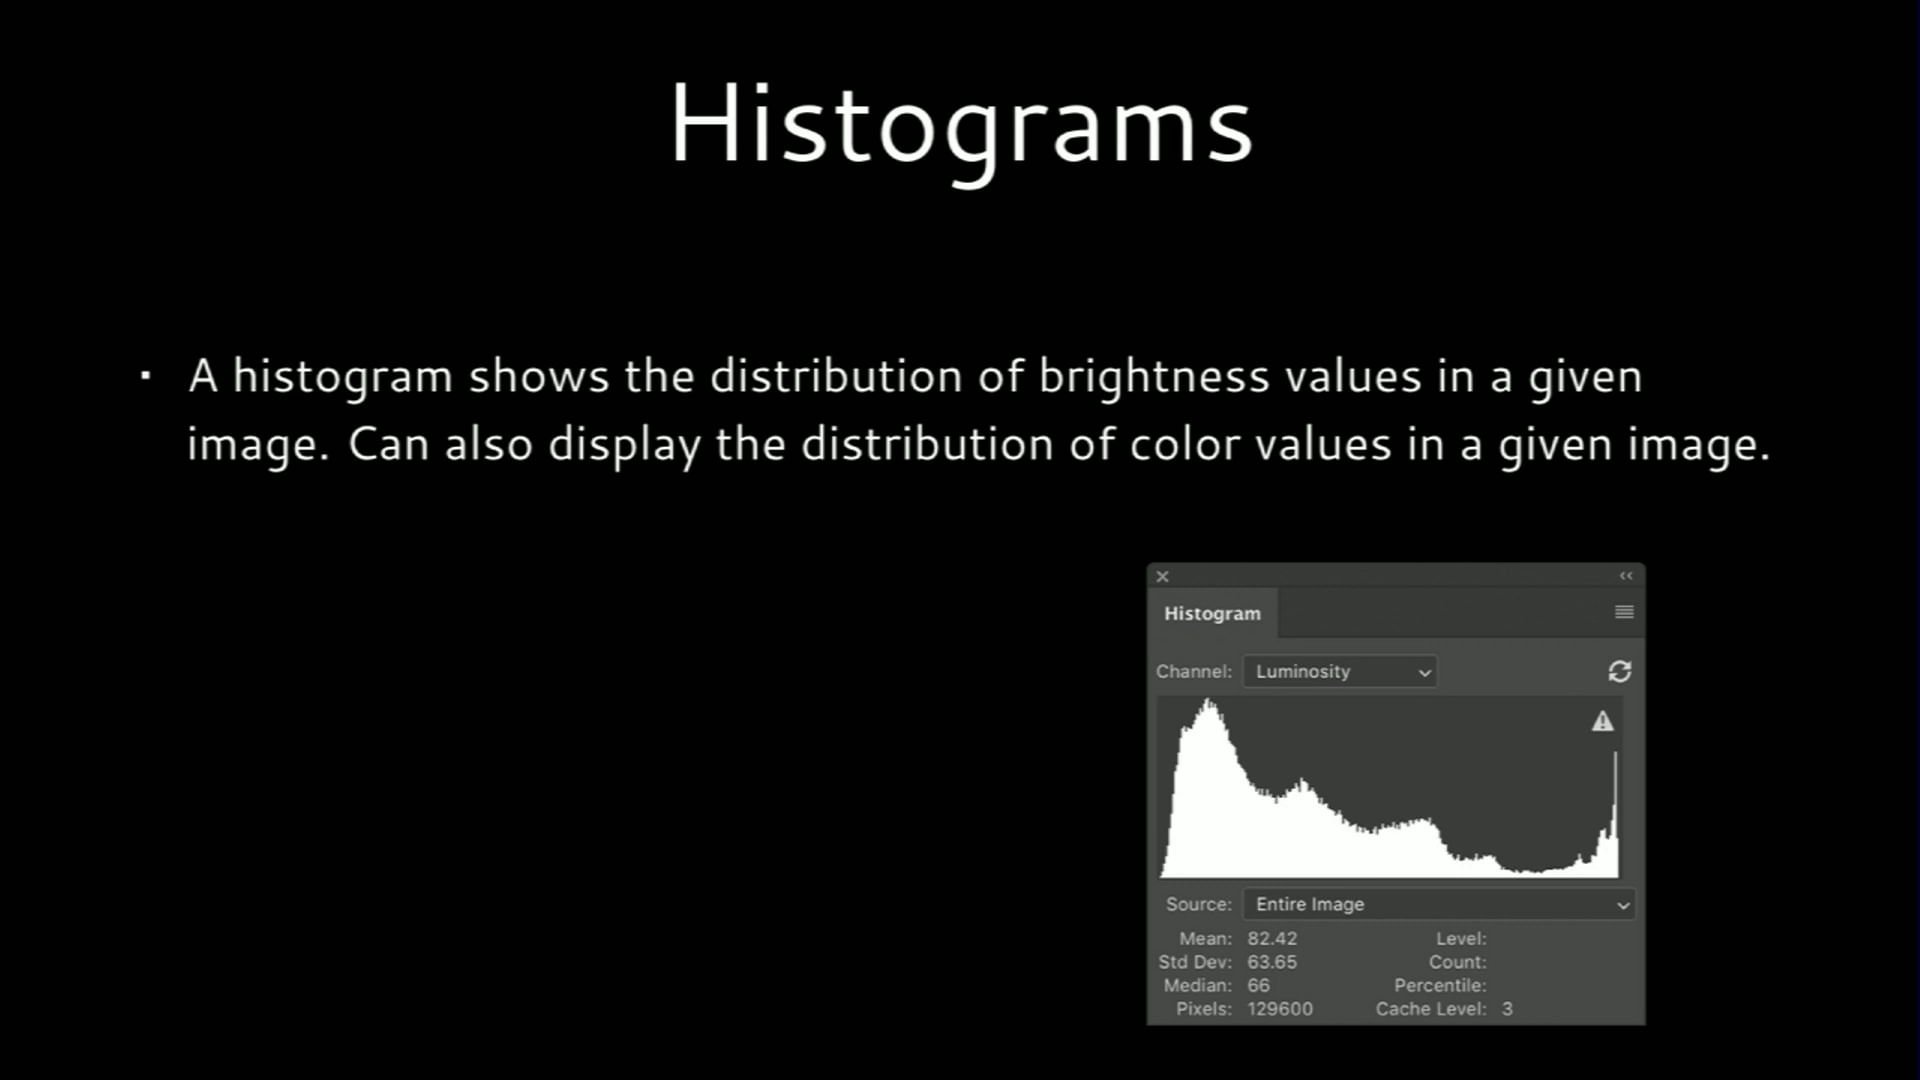 Histograms
▪ A histogram shows the distribution of brightness values in a given
image. Can also display the distribution of color values in a given image.
Histogram
Channel: Luminosity
Source: Entire Image
Mean: 82.42 Level:
Std Dev: 63.65 Count:
Median: 66 Percentile:
Pixels: 129600 Cache Level: 3